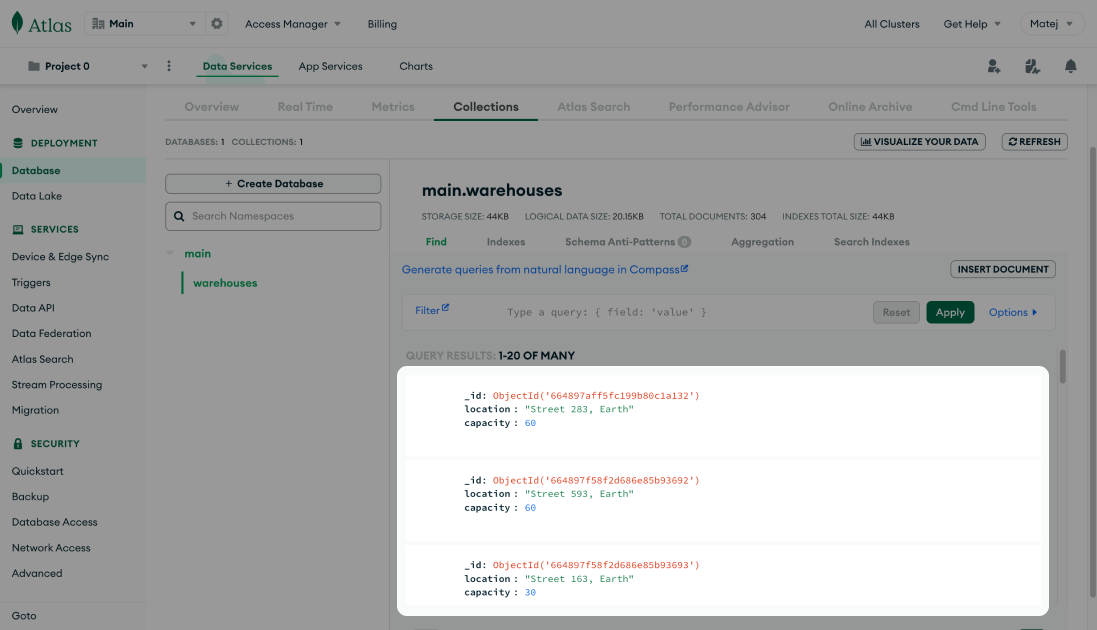 Atlas
Main
Access Manager
Billing
All Clusters
Get Help
Matej
Project 0
Data Services
App Services
Charts
Overview
DEPLOYMENT
Database
Data Lake
SERVICES
Device & Edge Sync
Triggers
Data API
Data Federation
Atlas Search
Stream Processing
Migration
SECURITY
Quickstart
Backup
Database Access
Network Access
Advanced
Goto
Overview
Real Time
Metrics
Collections
Atlas Search
Performance Advisor
Online Archive
Cmd Line Tools
DATABASES: 1 COLLECTIONS: 1
VISUALIZE YOUR DATA
REFRESH
+ Create Database
Search Namespaces
main
warehouses
main.warehouses
STORAGE SIZE: 44KB LOGICAL DATA SIZE: 20.15KB TOTAL DOCUMENTS: 304 INDEXES TOTAL SIZE: 44KB
Find
Indexes
Schema Anti-Patterns 0
Aggregation
Search Indexes
Generate queries from natural language in Compass
INSERT DOCUMENT
Filter
Type a query: { field: 'value' }
Reset
Apply
Options
QUERY RESULTS: 1-20 OF MANY
_id: ObjectId('664897aff5fc199b80c1a132')
location : "Street 283, Earth"
capacity : 60
_id: ObjectId('664897f58f2d686e85b93692')
location : "Street 593, Earth"
capacity : 60
_id: ObjectId('664897f58f2d686e85b93693')
location : "Street 163, Earth"
capacity : 30